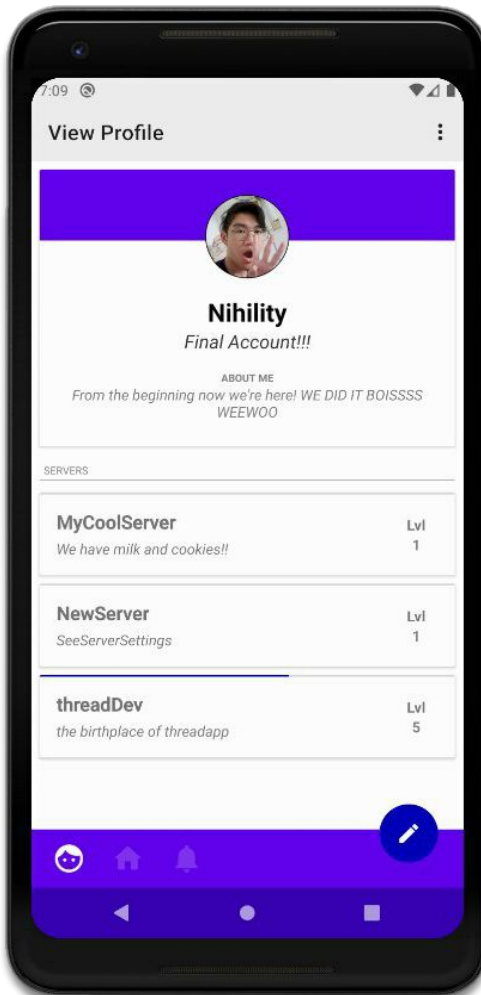 7:09
View Profile
Nihility
Final Account!!!
ABOUT ME
From the beginning now we're here! WE DID IT BOISSSS
WEEWOO
SERVERS
MyCoolServer
Lvl
We have milk and cookies!!
1
NewServer
Lvl
SeeServerSettings
1
threadDev
Lvl
the birthplace of threadapp
5